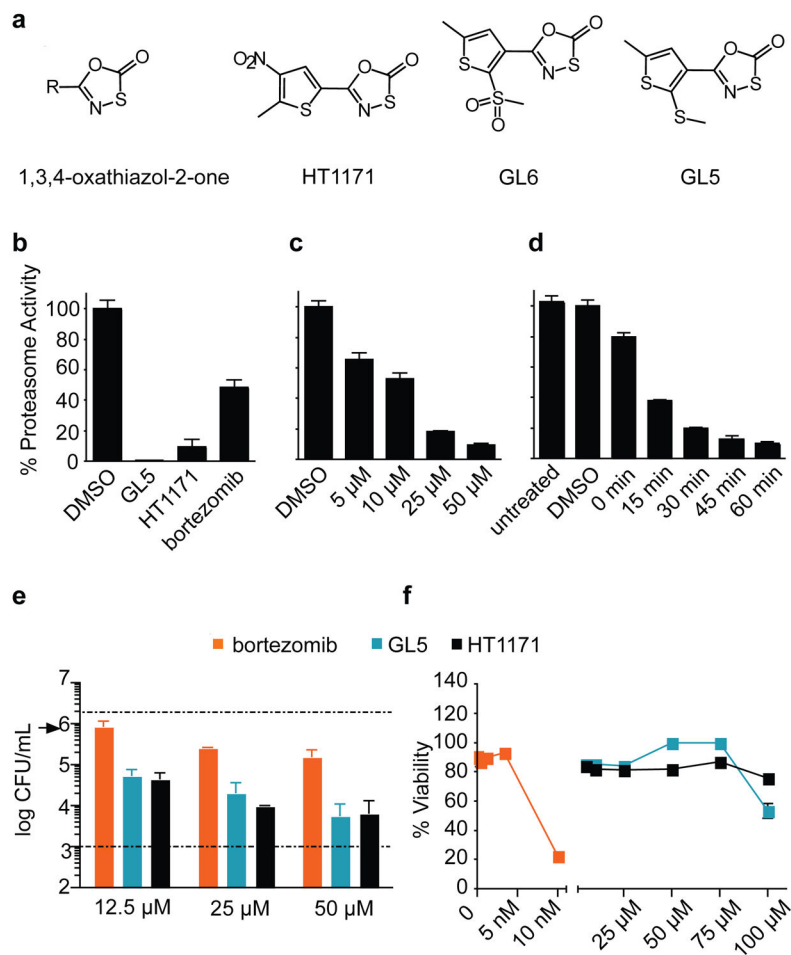 a
R
O
O
N
S
O₂N
O
O
S
N
S
O
O
S
N
S
S
O
O
O
O
S
N
S
S
1,3,4-oxathiazol-2-one
HT1171
GL6
GL5
b
c
d
% Proteasome Activity
100
80
60
40
20
0
DMSO
GL5
HT1171
bortezomib
DMSO
5 µM
10 µM
25 µM
50 µM
untreated
DMSO
0 min
15 min
30 min
45 min
60 min
e
f
bortezomib
GL5
HT1171
log CFU/mL
7
6
5
4
3
2
12.5 µM
25 µM
50 µM
% Viability
140
120
100
80
60
40
20
0
0
5 nM
10 nM
25 µM
50 µM
75 µM
100 µM